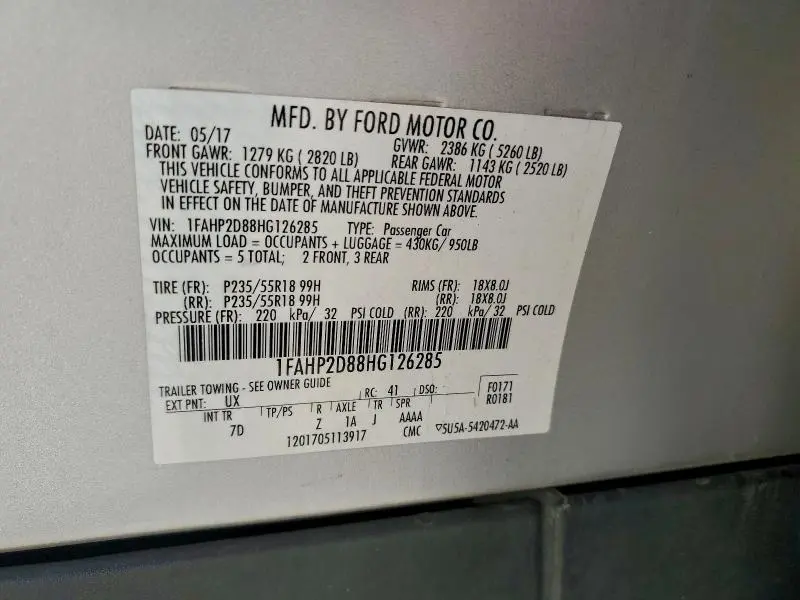 MFD. BY FORD MOTOR CO.
DATE: 05/17 GVWR: 2386 KG ( 5260 LB)
FRONT GAWR: 1279 KG ( 2820 LB) REAR GAWR: 1143 KG ( 2520 LB)
THIS VEHICLE CONFORMS TO ALL APPLICABLE FEDERAL MOTOR
VEHICLE SAFETY, BUMPER, AND THEFT PREVENTION STANDARDS
IN EFFECT ON THE DATE OF MANUFACTURE SHOWN ABOVE.
VIN: 1FAHP2D88HG126285 TYPE: Passenger Car
MAXIMUM LOAD = OCCUPANTS + LUGGAGE = 430KG/ 950LB
OCCUPANTS = 5 TOTAL; 2 FRONT, 3 REAR
TIRE (FR): P235/55R18 99H RIMS (FR): 18X8.0J
(RR): P235/55R18 99H (RR): 18X8.0J
PRESSURE (FR): 220 kPa/ 32 PSI COLD (RR): 220 kPa/ 32 PSI COLD
1FAHP2D88HG126285
TRAILER TOWING - SEE OWNER GUIDE
EXT PNT: UX RC: 41 DSO: F0171
R0181
INT TR TP/PS R AXLE TR SPR
7D Z 1A J AAAA
1201705113917 CMC ▽5U5A-5420472-AA